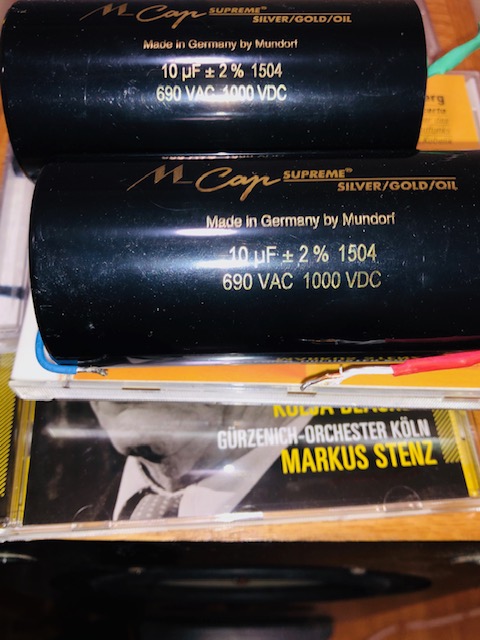 M Cap SUPREME®
SILVER/GOLD/OIL
Made in Germany by Mundorf
10 µF ± 2 % 1504
690 VAC 1000 VDC
M Cap SUPREME®
SILVER/GOLD/OIL
Made in Germany by Mundorf
10 µF ± 2 % 1504
690 VAC 1000 VDC
GÜRZENICH-ORCHESTER KÖLN
MARKUS STENZ